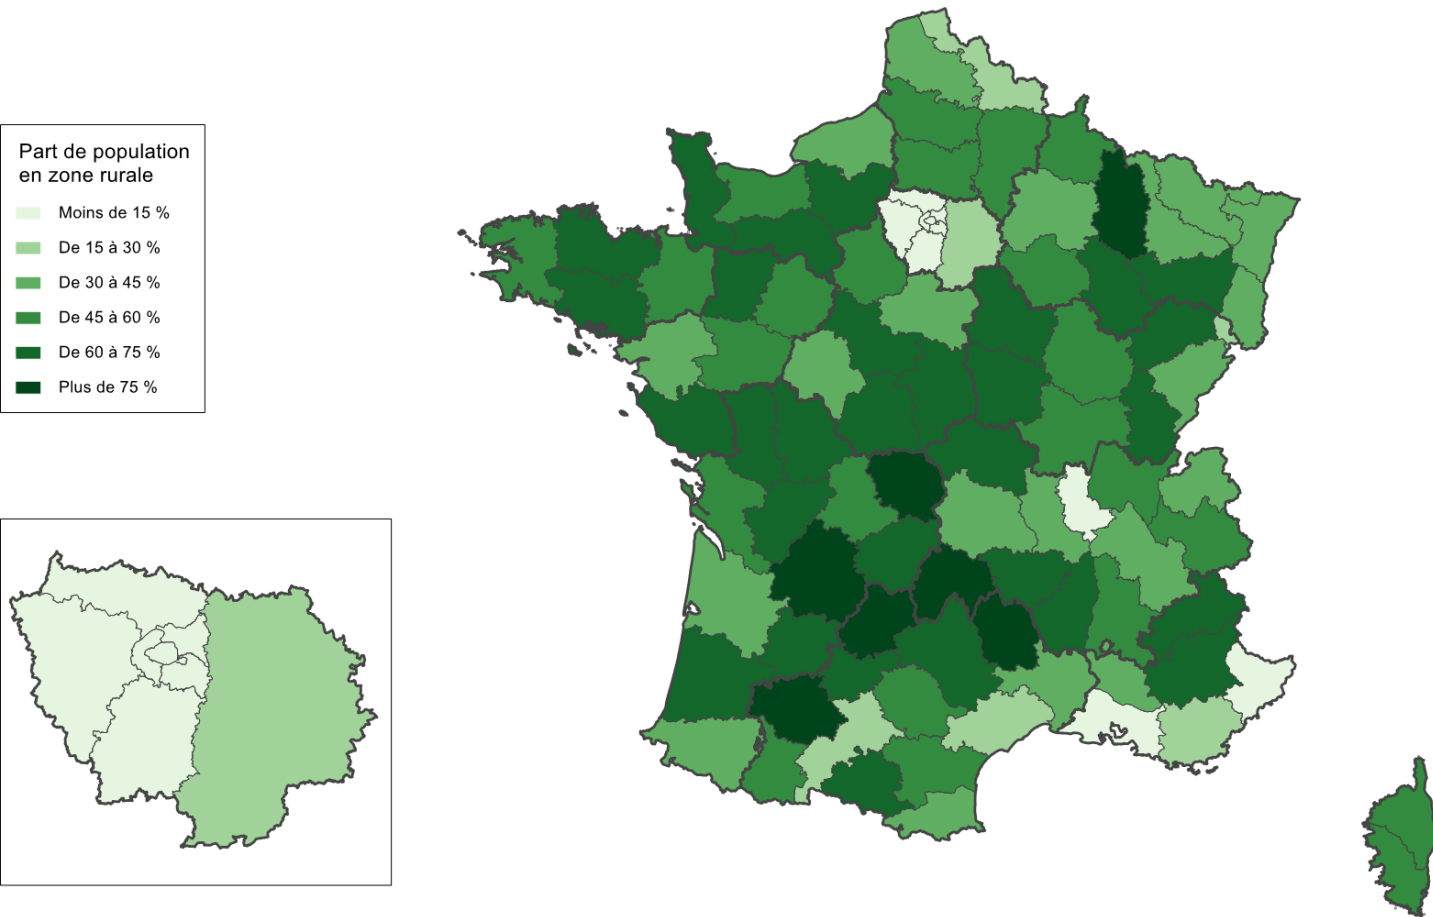 Part de population
en zone rurale
Moins de 15 %
De 15 à 30 %
De 30 à 45 %
De 45 à 60 %
De 60 à 75 %
Plus de 75 %